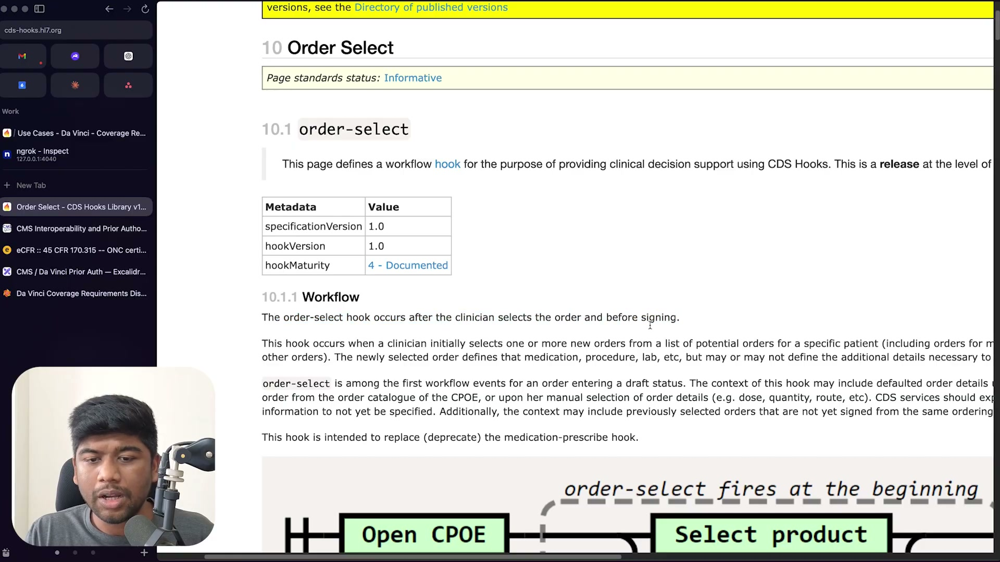 cds-hooks.hl7.org
6
Work
/ Use Cases - Da Vinci - Coverage Re...
n
ngrok - Inspect
127.0.0.1:4040
+ New Tab
Order Select - CDS Hooks Library v1...
CMS Interoperability and Prior Autho...
e
eCFR :: 45 CFR 170.315 -- ONC certi...
CMS / Da Vinci Prior Auth — Excalidr...
Da Vinci Coverage Requirements Dis...
versions, see the Directory of published versions
10 Order Select
Page standards status: Informative
10.1 order-select
This page defines a workflow hook for the purpose of providing clinical decision support using CDS Hooks. This is a release at the level of
Metadata Value
specificationVersion 1.0
hookVersion 1.0
hookMaturity 4 - Documented
10.1.1 Workflow
The order-select hook occurs after the clinician selects the order and before signing.
This hook occurs when a clinician initially selects one or more new orders from a list of potential orders for a specific patient (including orders for
other orders). The newly selected order defines that medication, procedure, lab, etc, but may or may not define the additional details necessary to
order-select is among the first workflow events for an order entering a draft status. The context of this hook may include defaulted order details
order from the order catalogue of the CPOE, or upon her manual selection of order details (e.g. dose, quantity, route, etc). CDS services should
information to not yet be specified. Additionally, the context may include previously selected orders that are not yet signed from the same ordering
This hook is intended to replace (deprecate) the medication-prescribe hook.
order-select fires at the beginning
Open CPOE
Select product